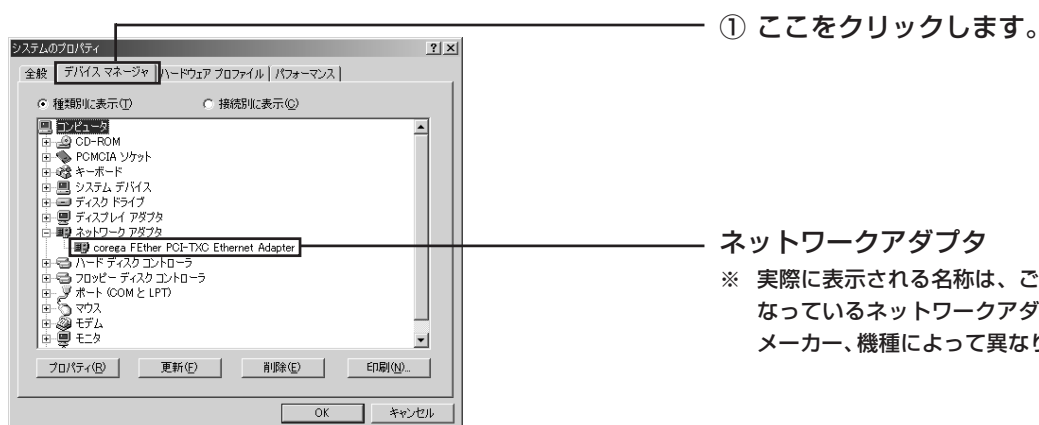 ① ここをクリックします。
システムのプロパティ
全般 デバイス マネージャ ハードウェア プロファイル パフォーマンス
種類別に表示(T) 接続別に表示(C)
コンピュータ
CD-ROM
PCMCIA ソケット
キーボード
システム デバイス
ディスク ドライブ
ディスプレイ アダプタ
ネットワーク アダプタ
corega FEther PCI-TXC Ethernet Adapter
ハード ディスク コントローラ
フロッピー ディスク コントローラ
ポート (COM と LPT)
マウス
モデム
モニタ
プロパティ(R) 更新(F) 削除(E) 印刷(N)...
OK キャンセル
ネットワークアダプタ
※ 実際に表示される名称は、ご
なっているネットワークアダ
メーカー、機種によって異な